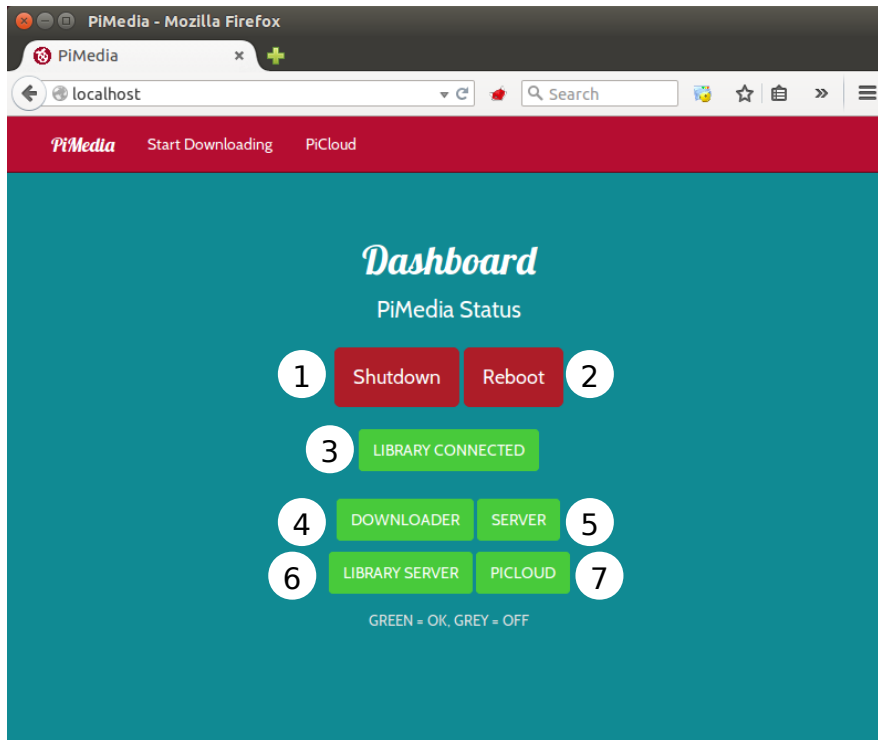 PiMedia - Mozilla Firefox
PiMedia
localhost Search
PiMedia Start Downloading PiCloud
Dashboard
PiMedia Status
1 Shutdown Reboot 2
3 LIBRARY CONNECTED
4 DOWNLOADER SERVER 5
6 LIBRARY SERVER PICLOUD 7
GREEN = OK, GREY = OFF